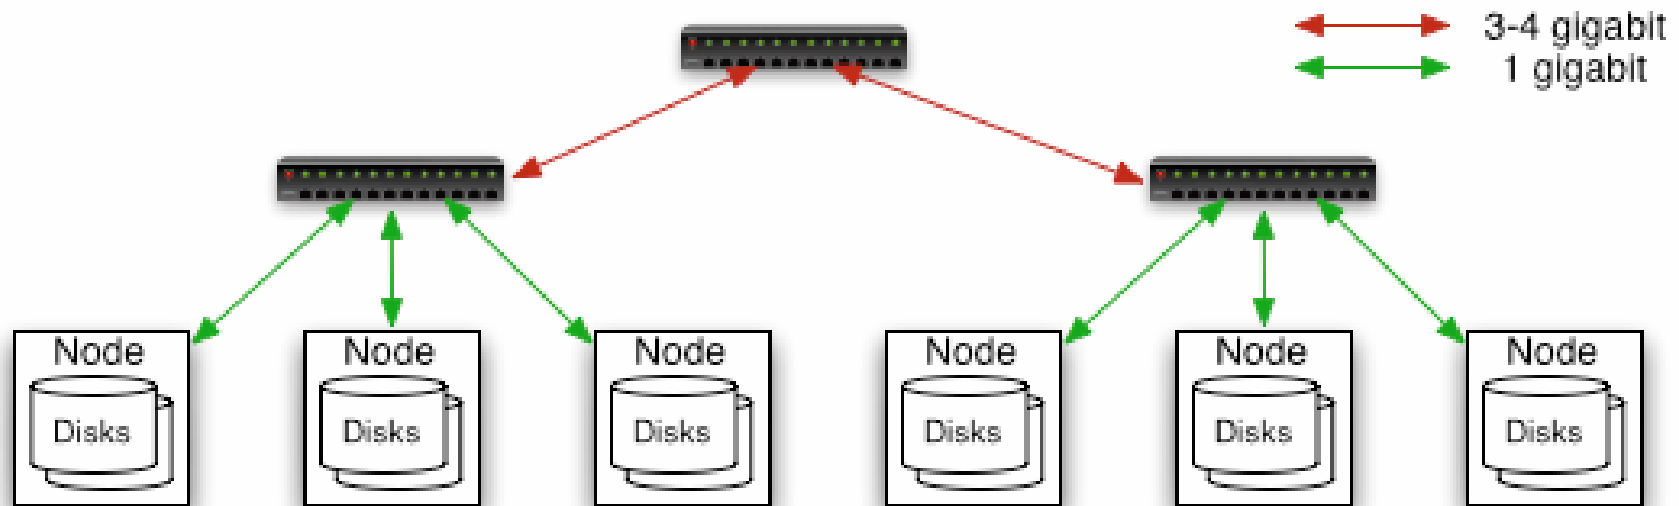 3-4 gigabit
1 gigabit
Node
Node
Node
Node
Node
Node
Disks
Disks
Disks
Disks
Disks
Disks